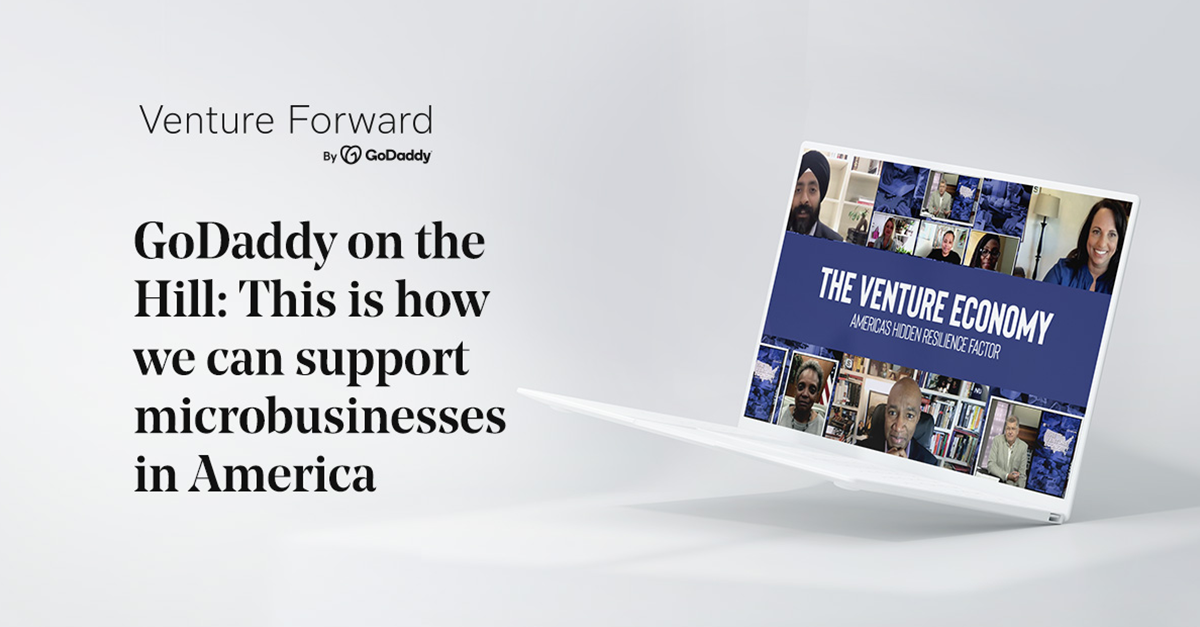 Venture Forward
By GoDaddy
GoDaddy on the
Hill: This is how
we can support
microbusinesses
in America
THE VENTURE ECONOMY
AMERICA'S HIDDEN RESILIENCE FACTOR